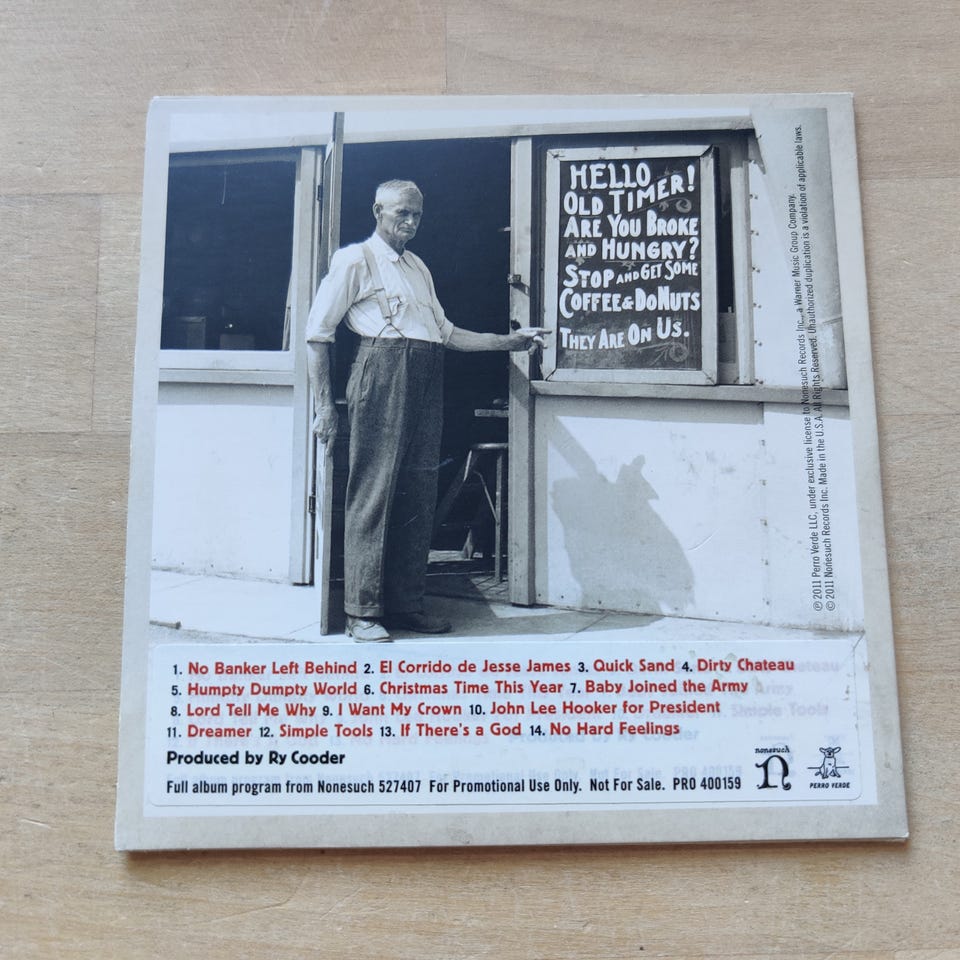 HELLO
OLD TIMER!
ARE YOU BROKE
AND HUNGRY?
STOP AND GET SOME
COFFEE & DONUTS
THEY ARE ON US.
℗ 2011 Perro Verde LLC, under exclusive license to Nonesuch Records Inc., a Warner Music Group Company.
© 2011 Nonesuch Records Inc. Made in the U.S.A. All Rights Reserved. Unauthorized duplication is a violation of applicable laws.
1. No Banker Left Behind 2. El Corrido de Jesse James 3. Quick Sand 4. Dirty Chateau
5. Humpty Dumpty World 6. Christmas Time This Year 7. Baby Joined the Army
8. Lord Tell Me Why 9. I Want My Crown 10. John Lee Hooker for President
11. Dreamer 12. Simple Tools 13. If There's a God 14. No Hard Feelings
Produced by Ry Cooder
Full album program from Nonesuch 527407 For Promotional Use Only. Not For Sale. PRO 400159
nonesuch
n
PERRO VERDE